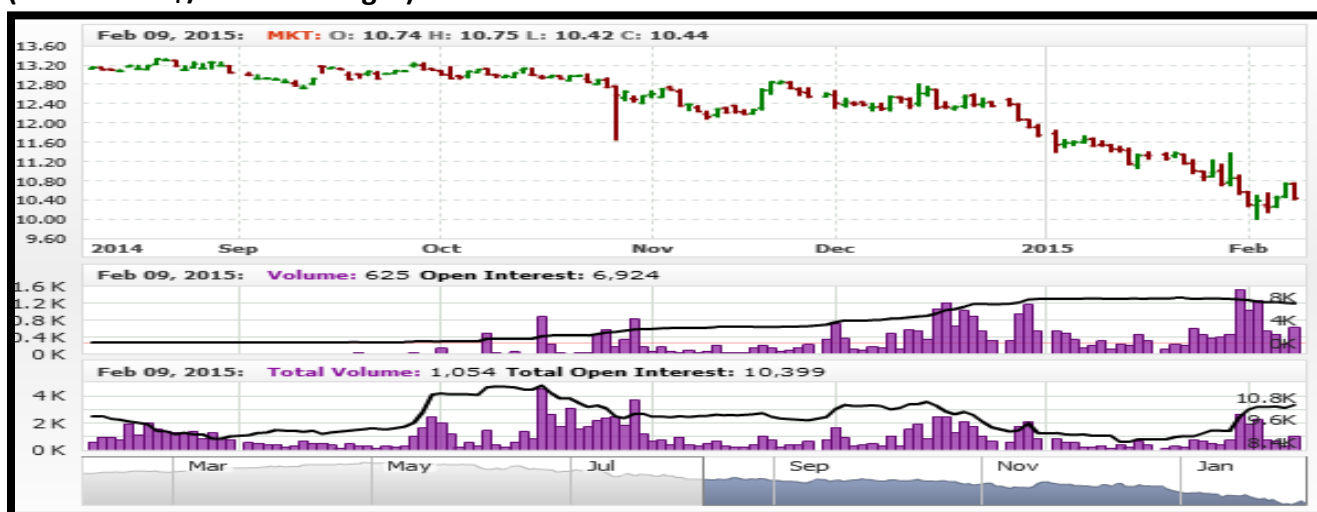 Feb 09, 2015: MKT: O: 10.74 H: 10.75 L: 10.42 C: 10.44
13.60
13.20
12.80
12.40
12.00
11.60
11.20
10.80
10.40
10.00
9.60
2014 Sep Oct Nov Dec 2015 Feb
Feb 09, 2015: Volume: 625 Open Interest: 6,924
1.6 K
1.2 K 8K
0.8 K 4K
0.4 K 0K
0 K
Feb 09, 2015: Total Volume: 1,054 Total Open Interest: 10,399
4 K 10.8K
2 K 9.6K
0 K 8.4K
Mar May Jul Sep Nov Jan